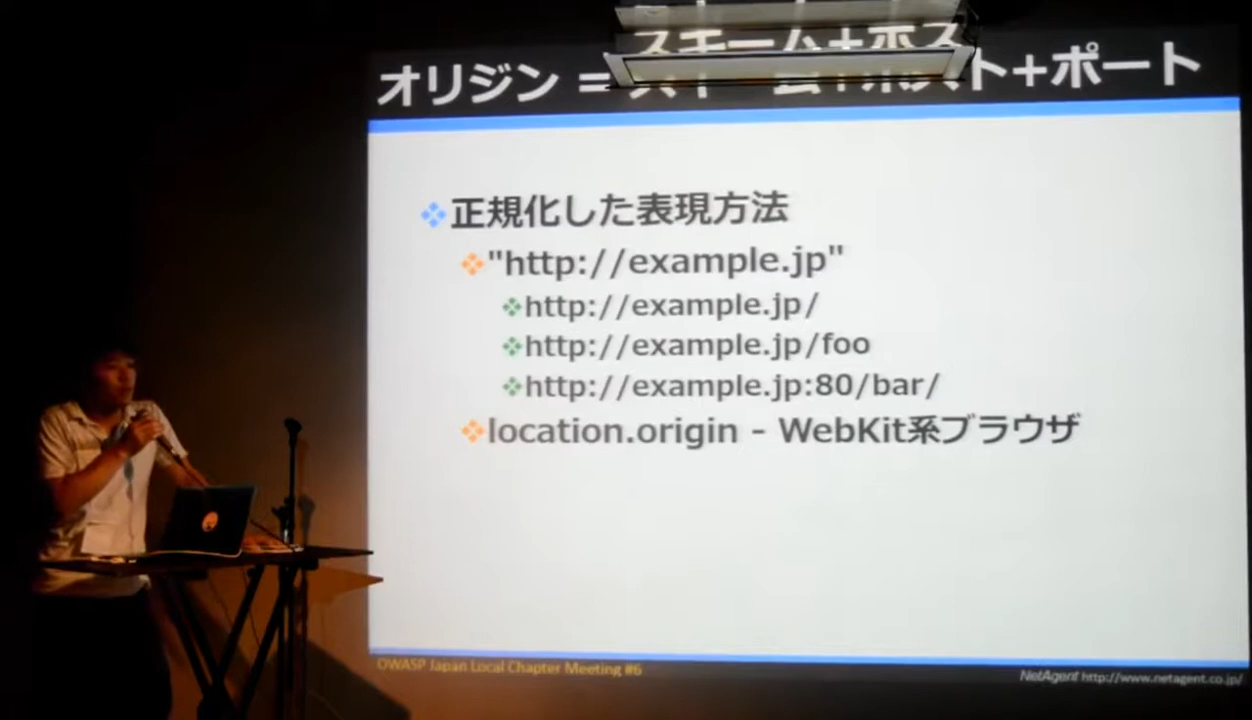 オリジン = スキーム+ホスト+ポート
正規化した表現方法
"http://example.jp"
http://example.jp/
http://example.jp/foo
http://example.jp:80/bar/
location.origin - WebKit系ブラウザ
OWASP Japan Local Chapter Meeting #6
NetAgent http://www.netagent.co.jp/